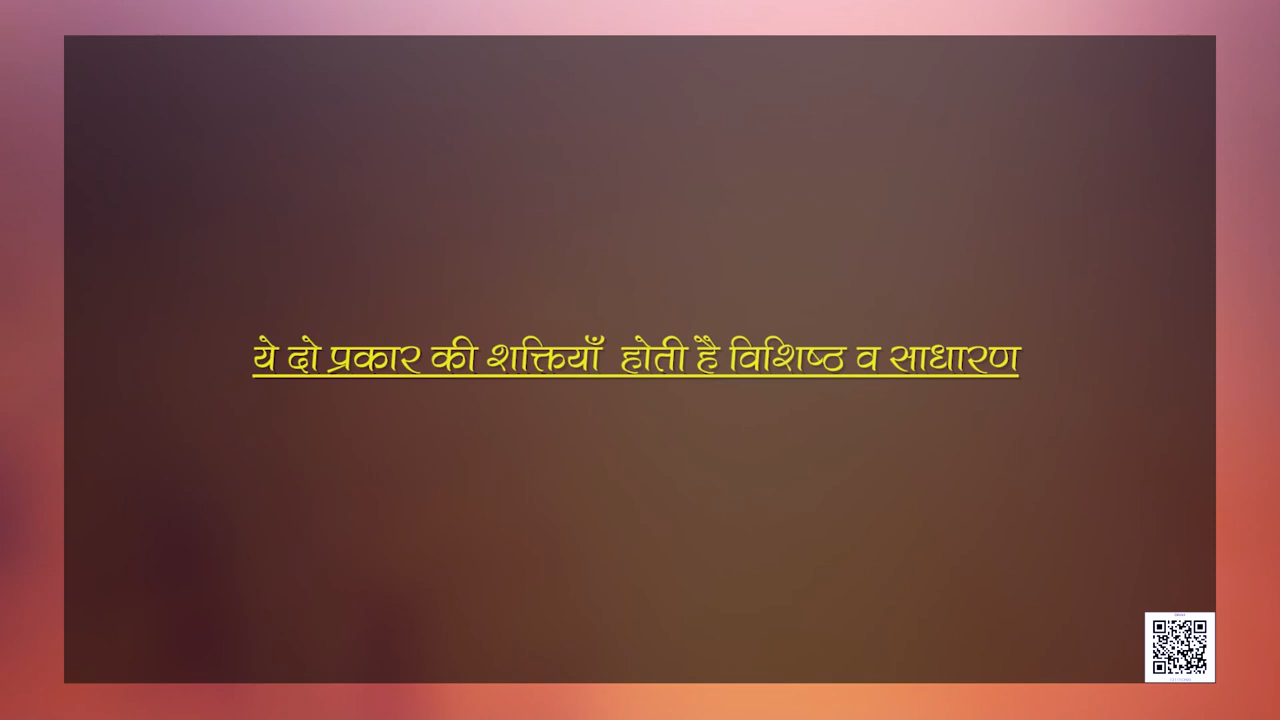 ये दो प्रकार की शक्तियाँ होती है विशिष्ठ व साधारण